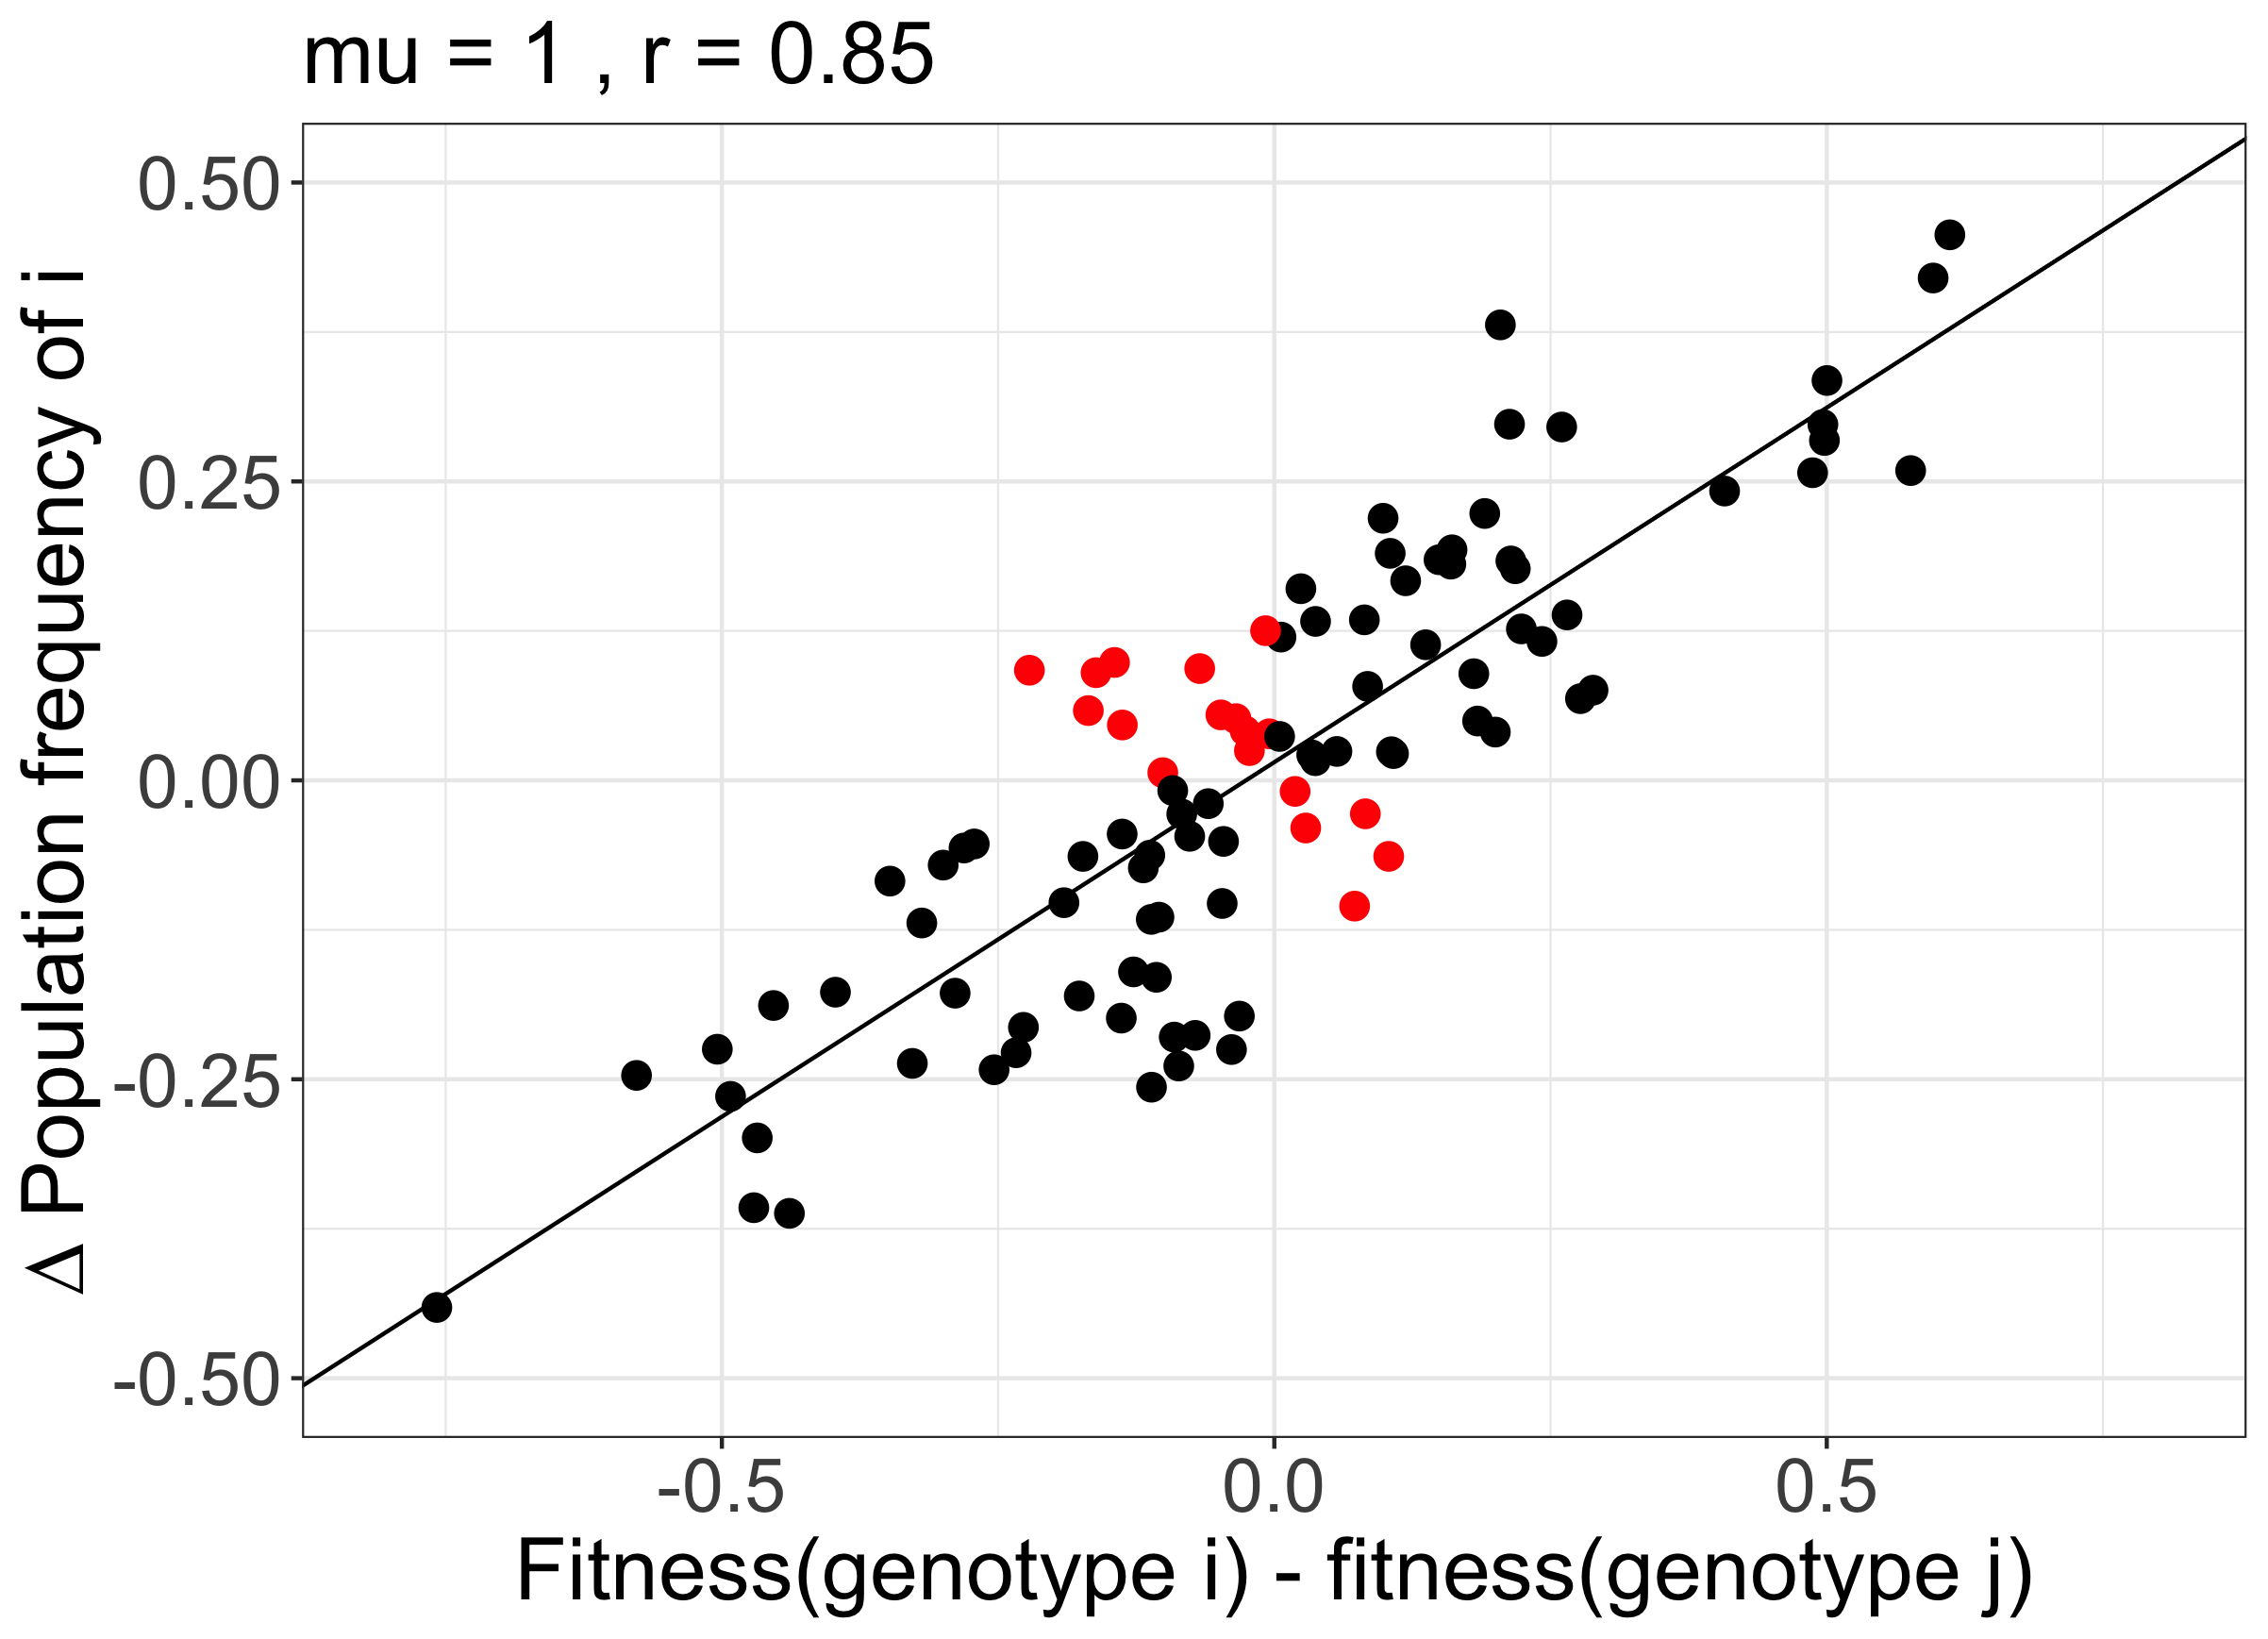 mu = 1 , r = 0.85
Δ Population frequency of i
0.50
0.25
0.00
-0.25
-0.50
-0.5
0.0
0.5
Fitness(genotype i) - fitness(genotype j)